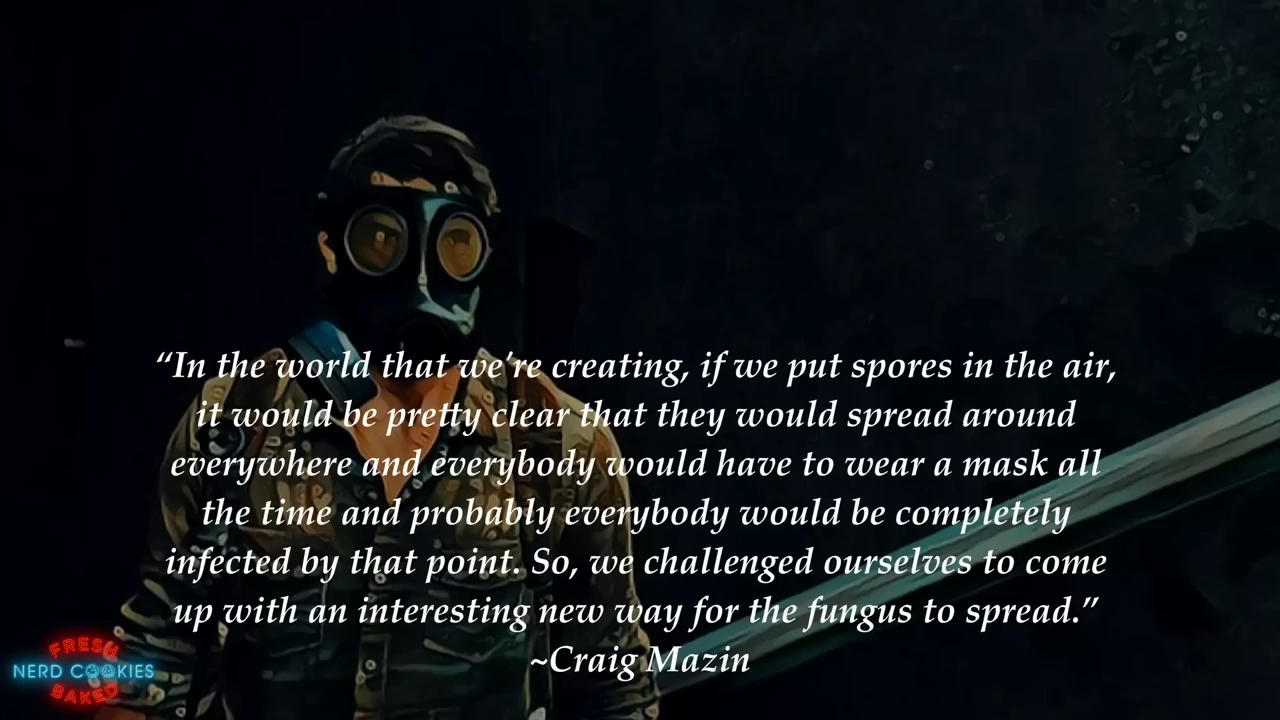 “In the world that we’re creating, if we put spores in the air,
it would be pretty clear that they would spread around
everywhere and everybody would have to wear a mask all
the time and probably everybody would be completely
infected by that point. So, we challenged ourselves to come
up with an interesting new way for the fungus to spread.”
~Craig Mazin
FRESH
NERD COOKIES
BAKED